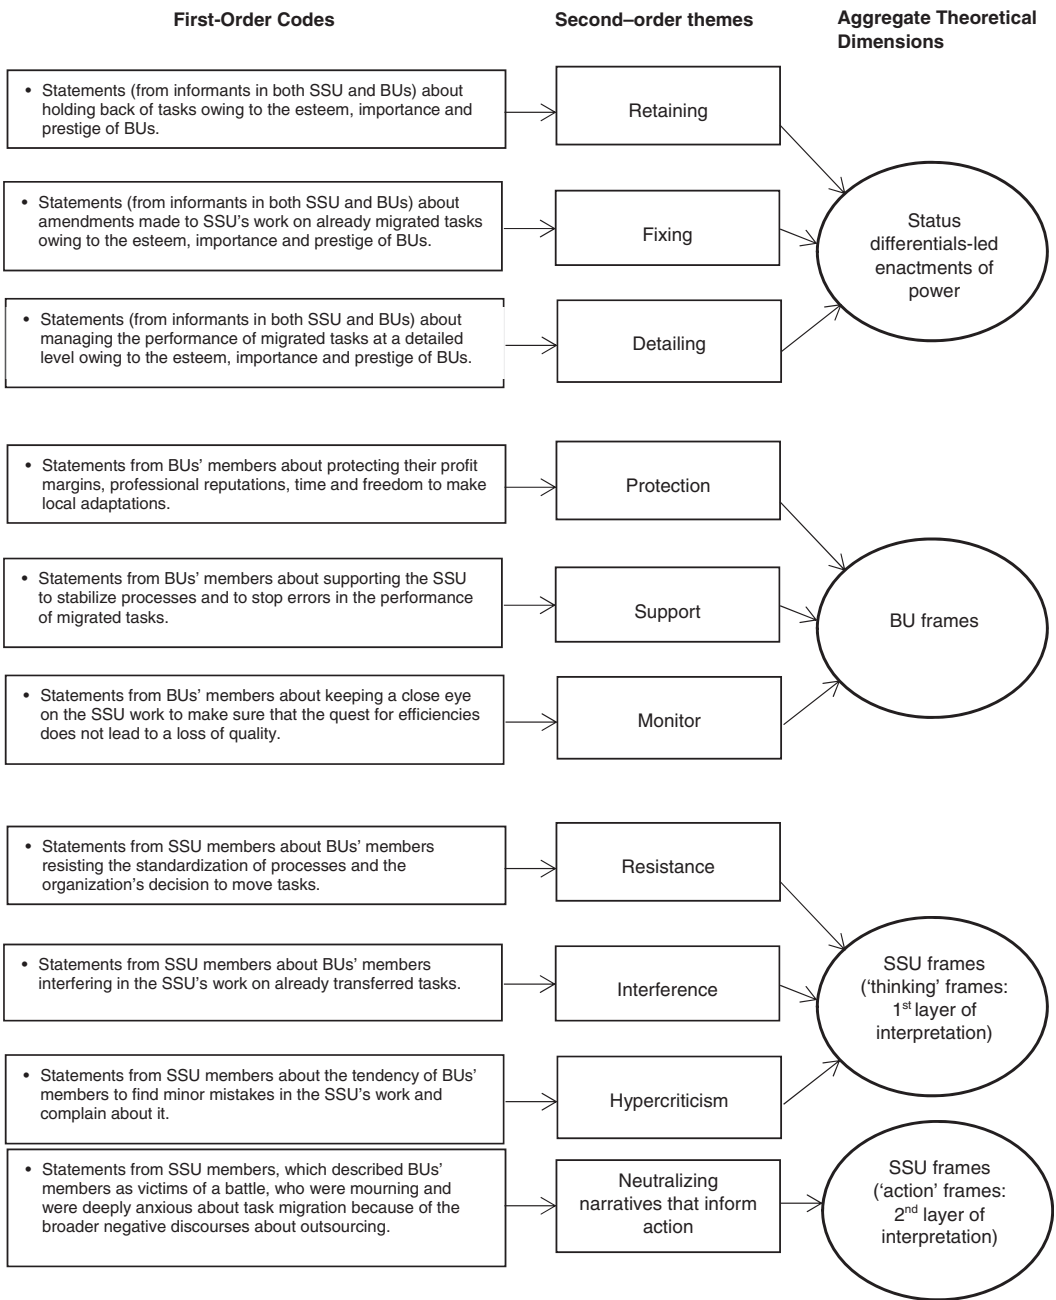 First-Order Codes
Second–order themes
Aggregate Theoretical
Dimensions
• Statements (from informants in both SSU and BUs) about
holding back of tasks owing to the esteem, importance and
prestige of BUs.
Retaining
• Statements (from informants in both SSU and BUs) about
amendments made to SSU's work on already migrated tasks
owing to the esteem, importance and prestige of BUs.
Fixing
• Statements (from informants in both SSU and BUs) about
managing the performance of migrated tasks at a detailed
level owing to the esteem, importance and prestige of BUs.
Detailing
Status
differentials-led
enactments of
power
• Statements from BUs' members about protecting their profit
margins, professional reputations, time and freedom to make
local adaptations.
Protection
• Statements from BUs' members about supporting the SSU
to stabilize processes and to stop errors in the performance
of migrated tasks.
Support
• Statements from BUs' members about keeping a close eye
on the SSU work to make sure that the quest for efficiencies
does not lead to a loss of quality.
Monitor
BU frames
• Statements from SSU members about BUs' members
resisting the standardization of processes and the
organization's decision to move tasks.
Resistance
• Statements from SSU members about BUs' members
interfering in the SSU's work on already transferred tasks.
Interference
• Statements from SSU members about the tendency of BUs'
members to find minor mistakes in the SSU's work and
complain about it.
Hypercriticism
SSU frames
('thinking' frames:
1st layer of
interpretation)
• Statements from SSU members, which described BUs'
members as victims of a battle, who were mourning and
were deeply anxious about task migration because of the
broader negative discourses about outsourcing.
Neutralizing
narratives that inform
action
SSU frames
('action' frames:
2nd layer of
interpretation)